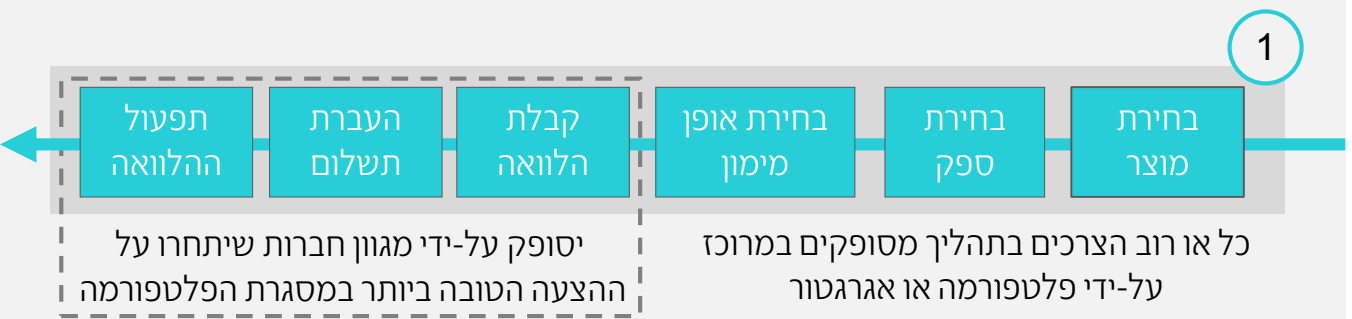 1
בחירת
מוצר
בחירת
ספק
בחירת אופן
מימון
קבלת
הלוואה
העברת
תשלום
תפעול
ההלוואה
כל או רוב הצרכים בתהליך מסופקים במרוכז
על-ידי פלטפורמה או אגרגטור
יסופק על-ידי מגוון חברות שיתחרו על
ההצעה הטובה ביותר במסגרת הפלטפורמה